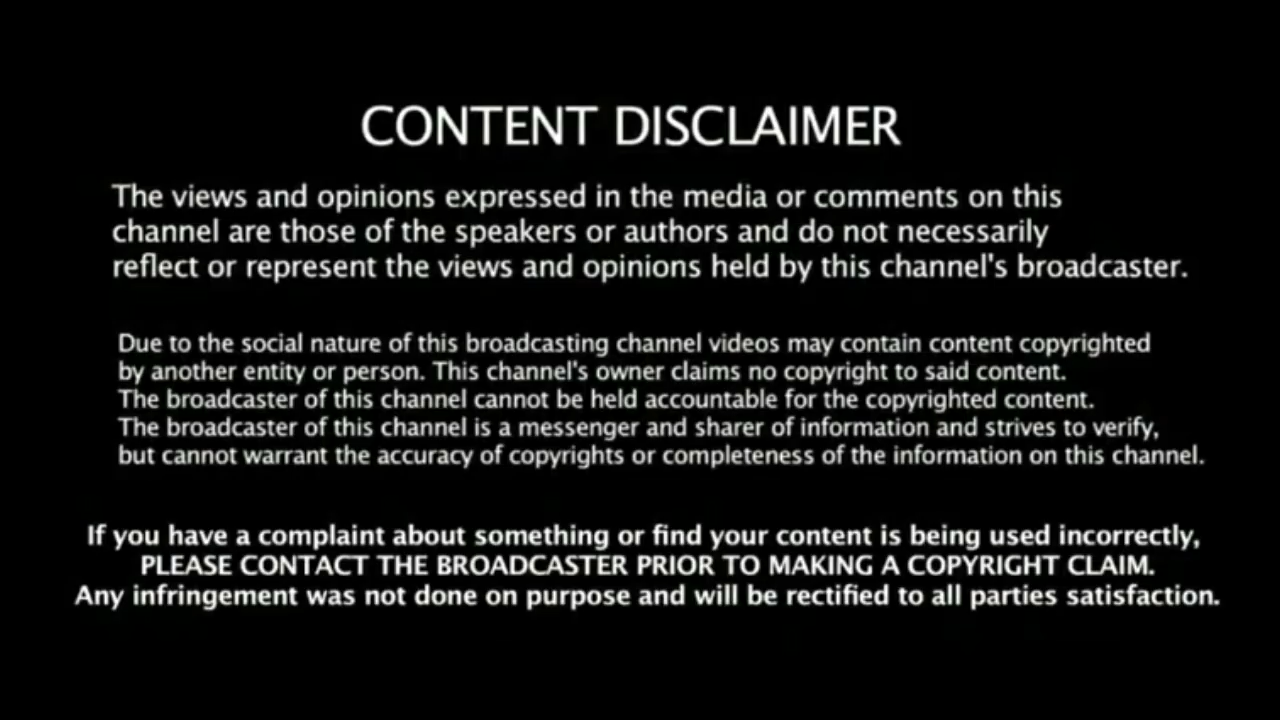 CONTENT DISCLAIMER
The views and opinions expressed in the media or comments on this
channel are those of the speakers or authors and do not necessarily
reflect or represent the views and opinions held by this channel's broadcaster.
Due to the social nature of this broadcasting channel videos may contain content copyrighted
by another entity or person. This channel's owner claims no copyright to said content.
The broadcaster of this channel cannot be held accountable for the copyrighted content.
The broadcaster of this channel is a messenger and sharer of information and strives to verify,
but cannot warrant the accuracy of copyrights or completeness of the information on this channel.
If you have a complaint about something or find your content is being used incorrectly,
PLEASE CONTACT THE BROADCASTER PRIOR TO MAKING A COPYRIGHT CLAIM.
Any infringement was not done on purpose and will be rectified to all parties satisfaction.